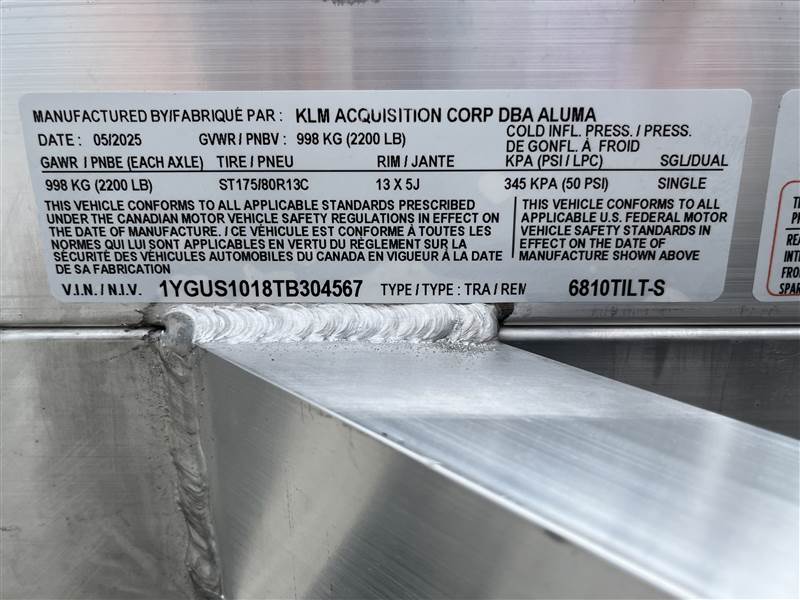 MANUFACTURED BY/FABRIQUÉ PAR : KLM ACQUISITION CORP DBA ALUMA
DATE : 05/2025 GVWR / PNBV : 998 KG (2200 LB) COLD INFL. PRESS. / PRESS. DE GONFL. À FROID
GAWR / PNBE (EACH AXLE) TIRE / PNEU RIM / JANTE KPA (PSI / LPC) SGL/DUAL
998 KG (2200 LB) ST175/80R13C 13 X 5J 345 KPA (50 PSI) SINGLE
THIS VEHICLE CONFORMS TO ALL APPLICABLE STANDARDS PRESCRIBED
UNDER THE CANADIAN MOTOR VEHICLE SAFETY REGULATIONS IN EFFECT ON
THE DATE OF MANUFACTURE. / CE VÉHICULE EST CONFORME À TOUTES LES
NORMES QUI LUI SONT APPLICABLES EN VERTU DU RÈGLEMENT SUR LA
SÉCURITÉ DES VÉHICULES AUTOMOBILES DU CANADA EN VIGUEUR À LA DATE
DE SA FABRICATION
THIS VEHICLE CONFORMS TO ALL
APPLICABLE U.S. FEDERAL MOTOR
VEHICLE SAFETY STANDARDS IN
EFFECT ON THE DATE OF
MANUFACTURE SHOWN ABOVE
V.I.N. / N.I.V. 1YGUS1018TB304567 TYPE / TYPE : TRA / REM 6810TILT-S